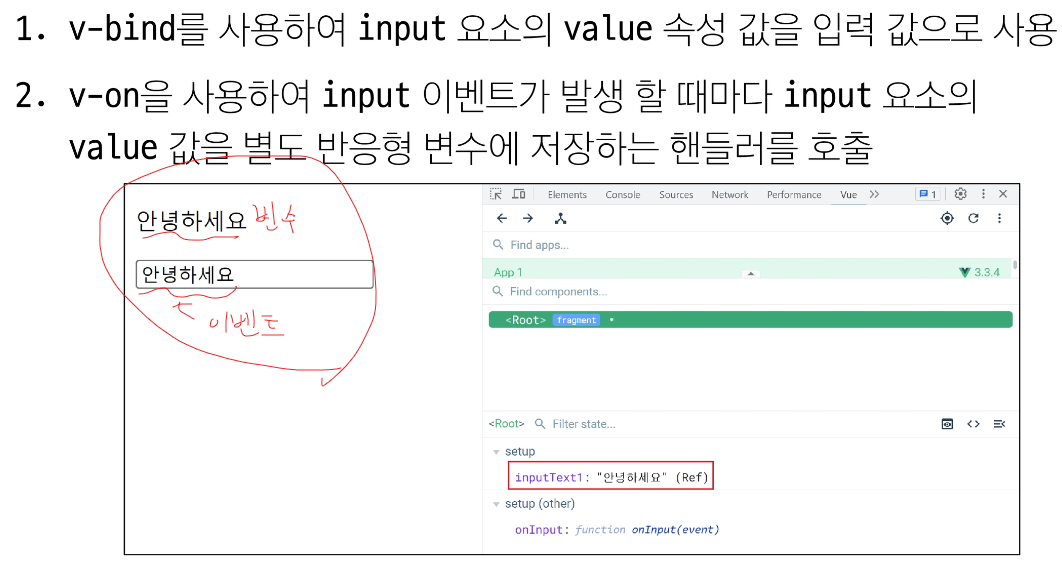 1. v-bind를 사용하여 input 요소의 value 속성 값을 입력 값으로 사용
2. v-on을 사용하여 input 이벤트가 발생 할 때마다 input 요소의
value 값을 별도 반응형 변수에 저장하는 핸들러를 호출
안녕하세요 변수
안녕하세요
이벤트
Elements Console Sources Network Performance Vue 1
Find apps...
App 1 3.3.4
Find components...
<Root> fragment
<Root> Filter state...
setup
inputText1: "안녕하세요" (Ref)
setup (other)
onInput: function onInput(event)